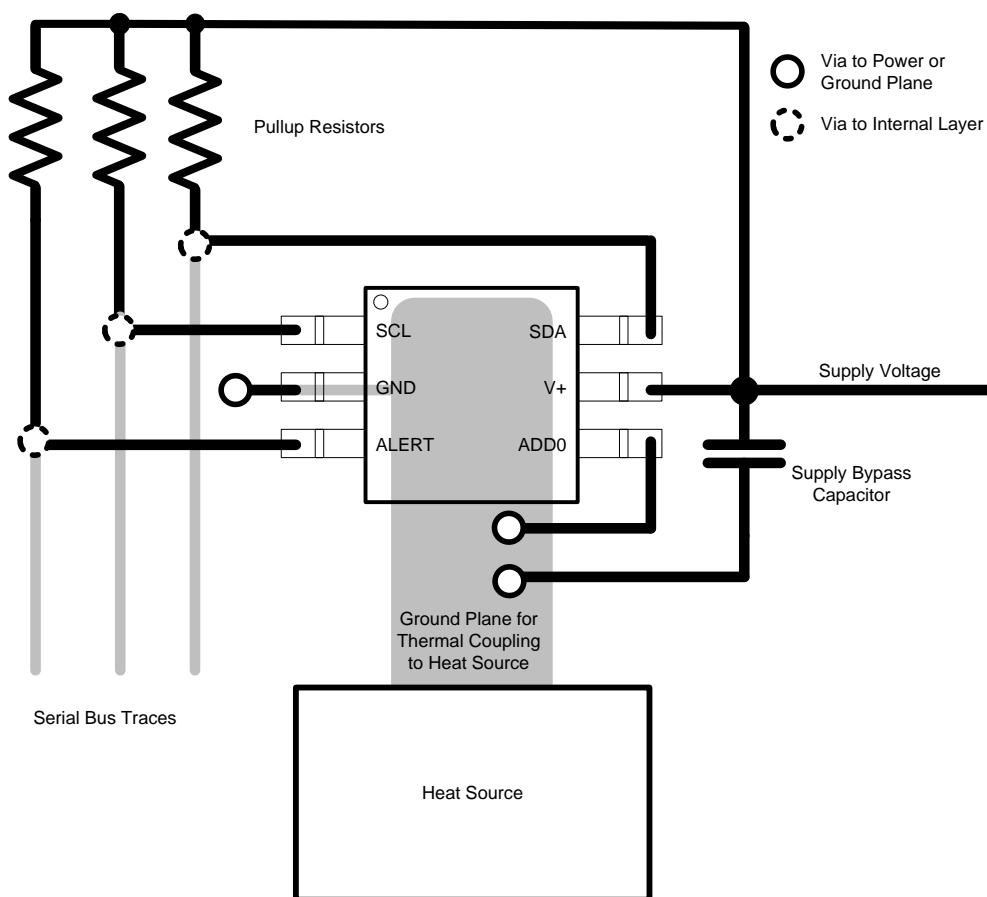 Via to Power or
Ground Plane
Via to Internal Layer
Pullup Resistors
SCL
SDA
GND
V+
ALERT
ADD0
Supply Voltage
Supply Bypass
Capacitor
Ground Plane for
Thermal Coupling
to Heat Source
Serial Bus Traces
Heat Source